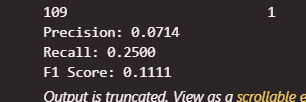 109 1
Precision: 0.0714
Recall: 0.2500
F1 Score: 0.1111
Output is truncated. View as a scrollable e